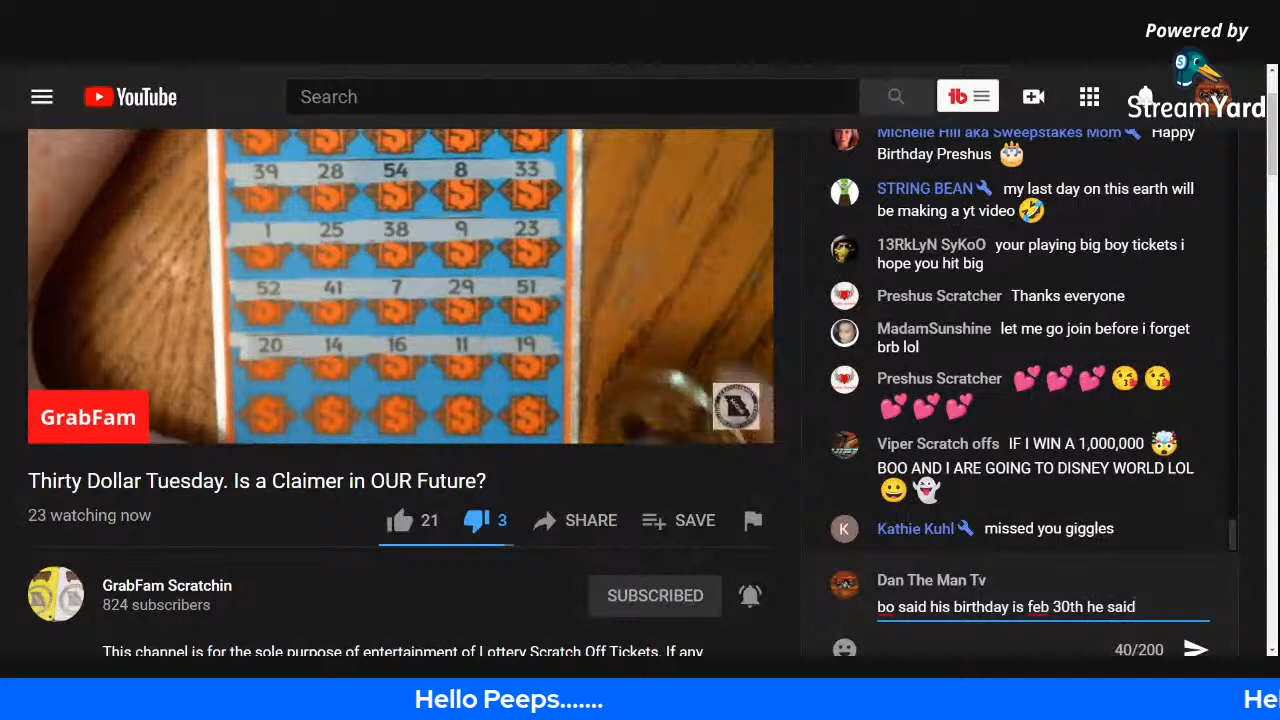 Powered by
StreamYard
YouTube
Search
39 28 54 8 33
1 25 38 9 23
52 41 7 29 51
20 14 16 11 19
GrabFam
Thirty Dollar Tuesday. Is a Claimer in OUR Future?
23 watching now
21
3
SHARE
SAVE
GrabFam Scratchin
824 subscribers
SUBSCRIBED
This channel is for the sole purpose of entertainment of Lottery Scratch Off Tickets. If any
Michelle Hill aka Sweepstakes Mom Happy
Birthday Preshus
STRING BEAN my last day on this earth will
be making a yt video
13RkLyN SyKoO your playing big boy tickets i
hope you hit big
Preshus Scratcher Thanks everyone
MadamSunshine let me go join before i forget
brb lol
Preshus Scratcher
Viper Scratch offs IF I WIN A 1,000,000
BOO AND I ARE GOING TO DISNEY WORLD LOL
K
Kathie Kuhl missed you giggles
Dan The Man Tv
bo said his birthday is feb 30th he said
40/200
Hello Peeps.......
Hel